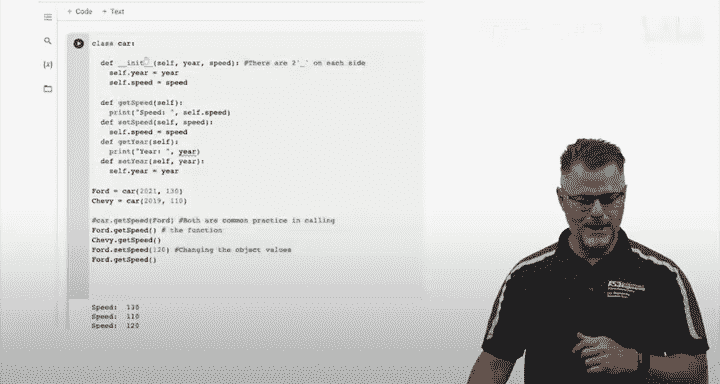 + Code + Text
class car:
def __init__(self, year, speed): #There are 2'_' on each side
self.year = year
self.speed = speed
def getSpeed(self):
print("Speed: ", self.speed)
def setSpeed(self, speed):
self.speed = speed
def getYear(self):
print("Year: ", year)
def setYear(self, year):
self.year = year
Ford = car(2021, 130)
Chevy = car(2019, 110)
#car.getSpeed(Ford) #Both are common practice in calling
Ford.getSpeed() # the function
Chevy.getSpeed()
Ford.setSpeed(120) #Changing the object values
Ford.getSpeed()
Speed: 130
Speed: 110
Speed: 120